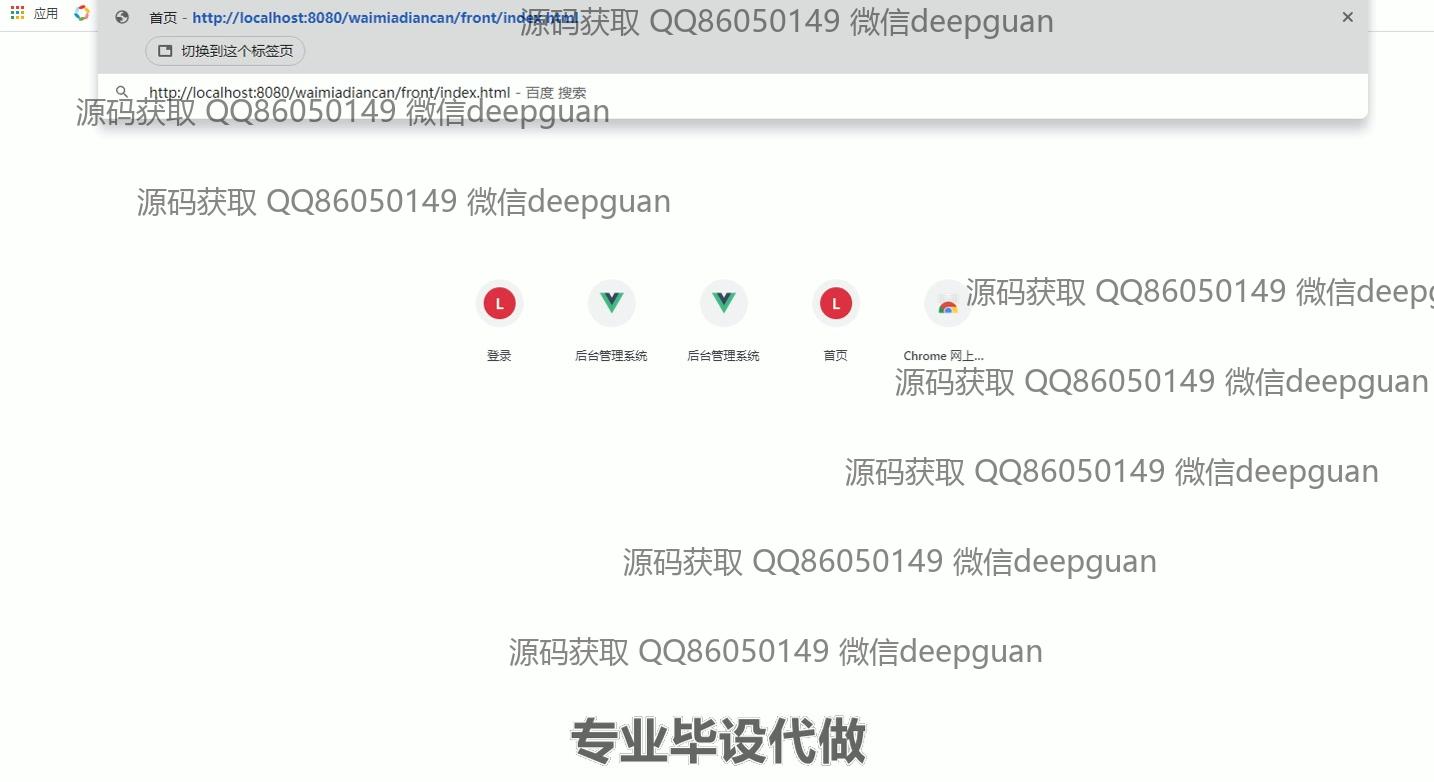 应用
首页 - http://localhost:8080/waimiadiancan/front/index.html
源码获取 QQ86050149 微信deepguan
切换到这个标签页
http://localhost:8080/waimiadiancan/front/index.html - 百度 搜索
源码获取 QQ86050149 微信deepguan
源码获取 QQ86050149 微信deepguan
源码获取 QQ86050149 微信deepg
L
L
登录
后台管理系统
后台管理系统
首页
Chrome 网上...
源码获取 QQ86050149 微信deepguan
源码获取 QQ86050149 微信deepguan
源码获取 QQ86050149 微信deepguan
源码获取 QQ86050149 微信deepguan
专业毕设代做